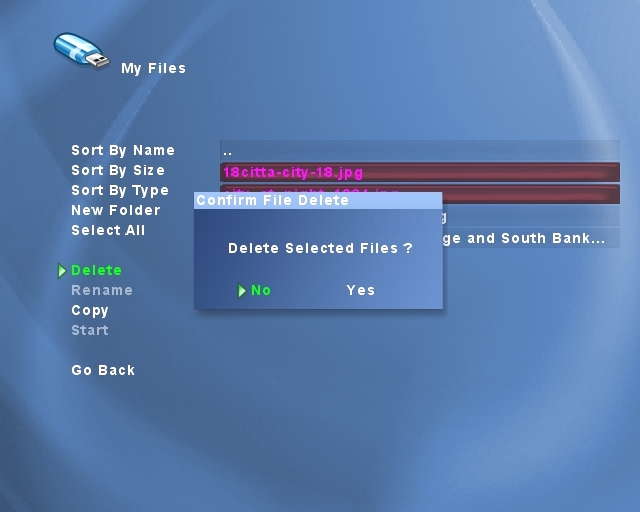 My Files
Sort By Name
Sort By Size
Sort By Type
New Folder
Select All
Delete
Rename
Copy
Start
Go Back
..
18citta-city-18.jpg
ge and South Bank...
Confirm File Delete
Delete Selected Files ?
No
Yes